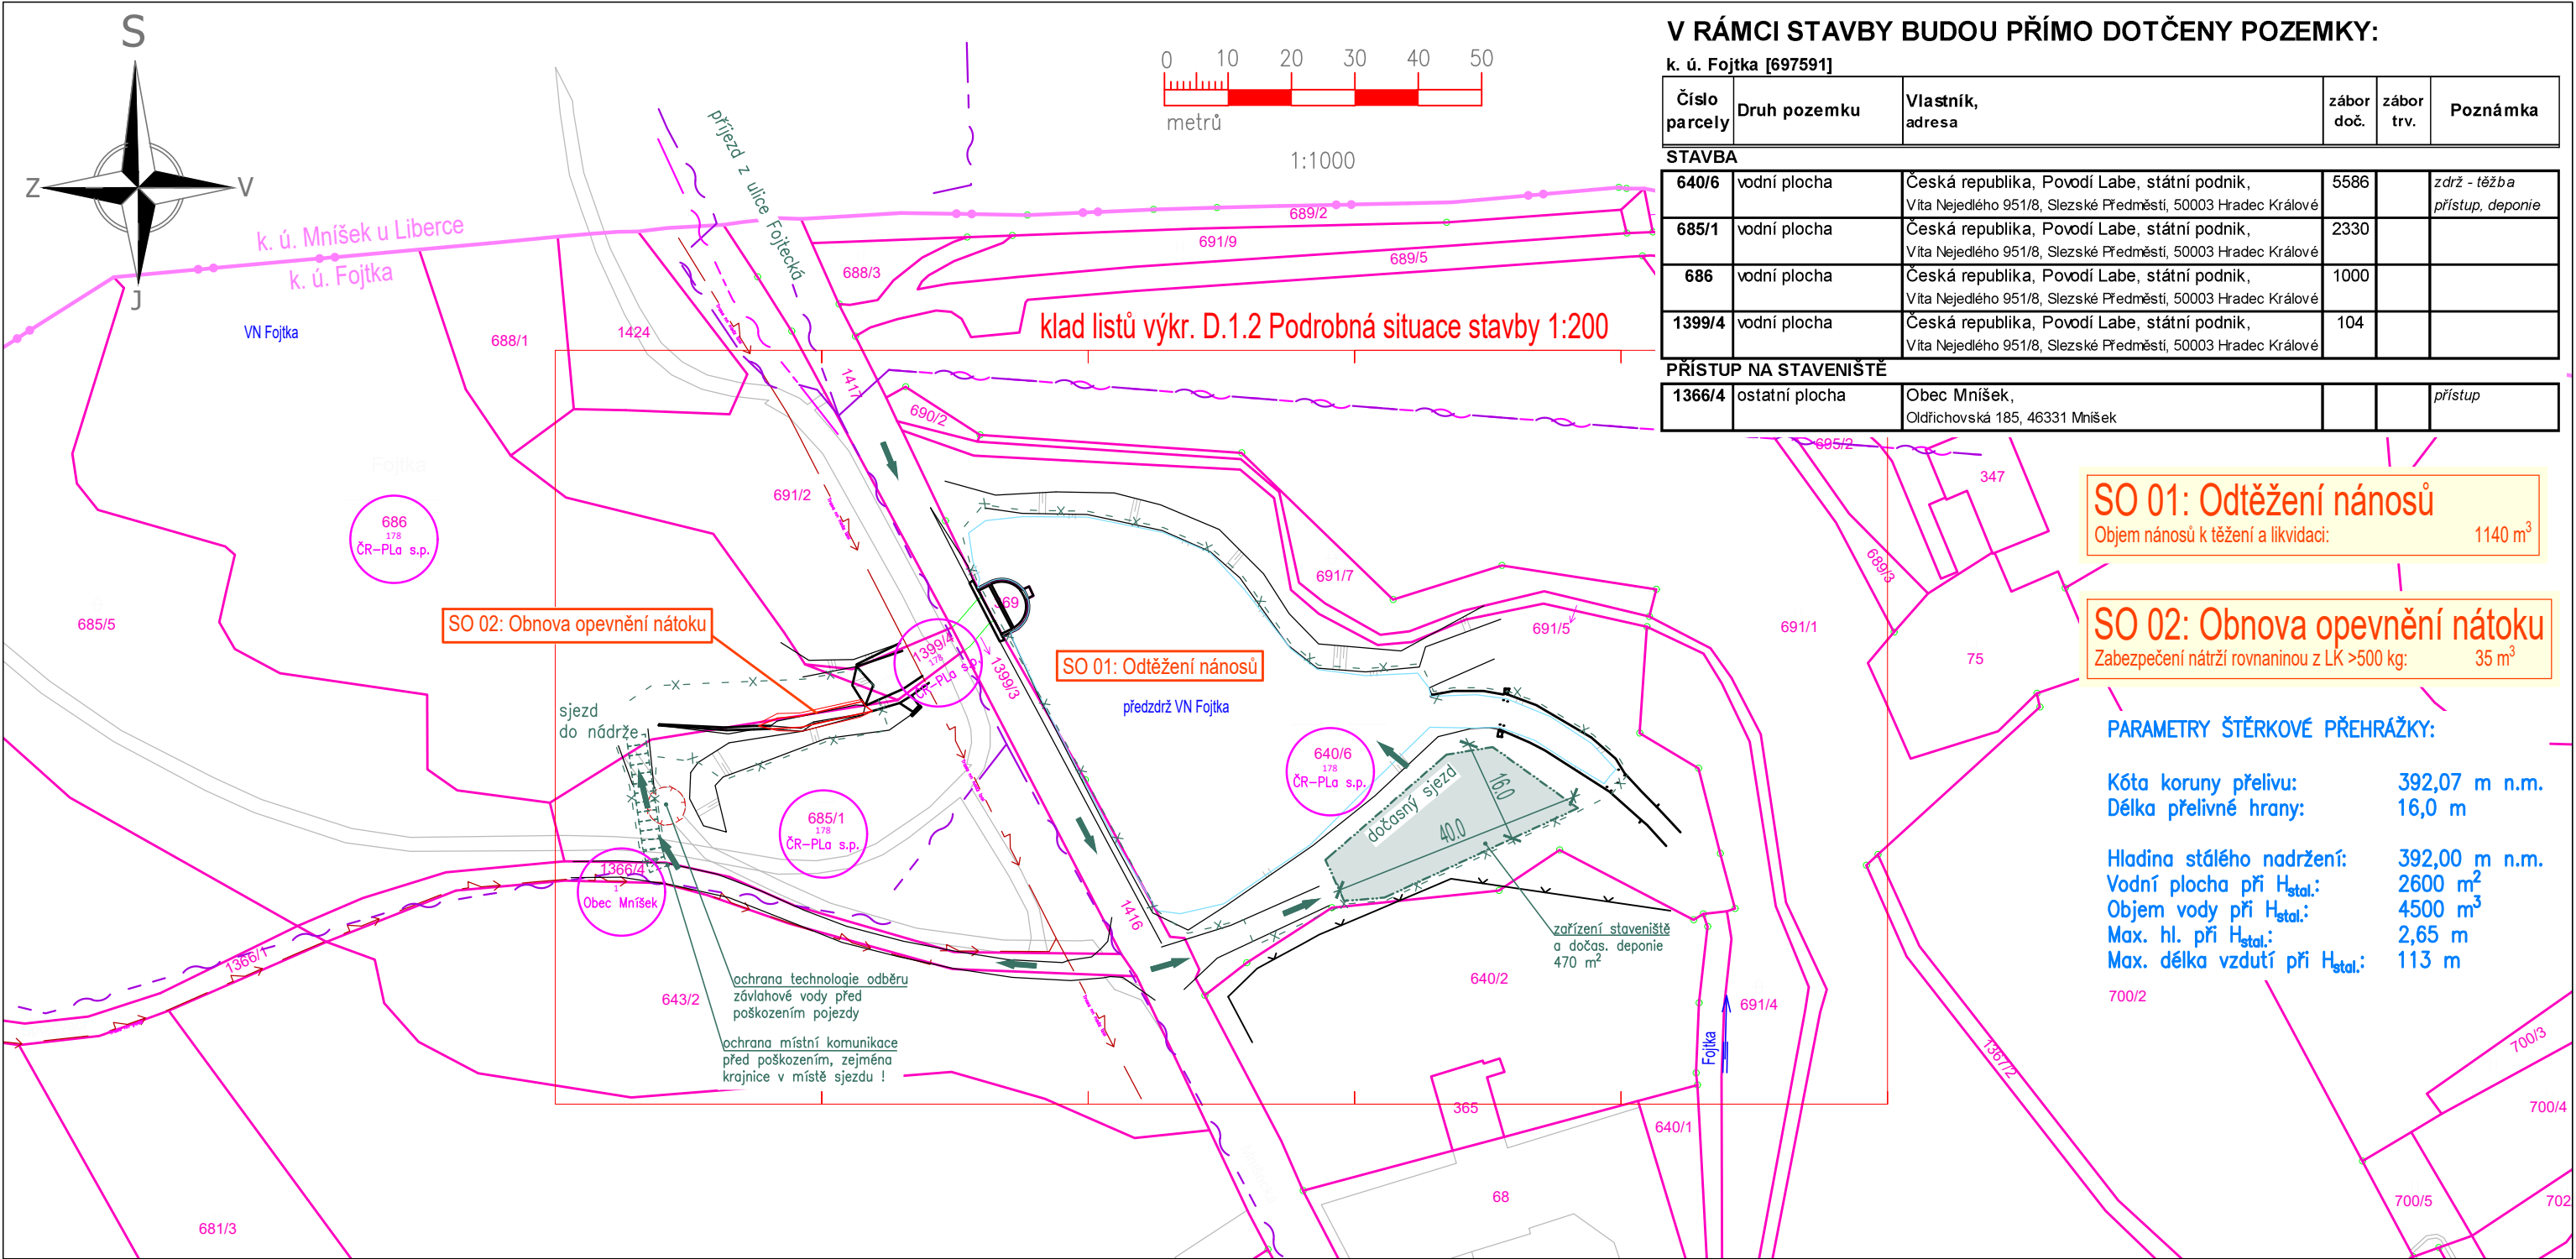 S
Z
V
J
0 10 20 30 40 50
metrů
1:1000
V RÁMCI STAVBY BUDOU PŘÍMO DOTČENY POZEMKY:
k. ú. Fojtka [697591]
Číslo parcely | Druh pozemku | Vlastník, adresa | zábor doč. | zábor trv. | Poznámka
STAVBA
640/6 vodní plocha Česká republika, Povodí Labe, státní podnik, 5586 zdrž - těžba
Víta Nejedlého 951/8, Slezské Předměstí, 50003 Hradec Králové přístup, deponie
685/1 vodní plocha Česká republika, Povodí Labe, státní podnik, 2330
Víta Nejedlého 951/8, Slezské Předměstí, 50003 Hradec Králové
686 vodní plocha Česká republika, Povodí Labe, státní podnik, 1000
Víta Nejedlého 951/8, Slezské Předměstí, 50003 Hradec Králové
1399/4 vodní plocha Česká republika, Povodí Labe, státní podnik, 104
Víta Nejedlého 951/8, Slezské Předměstí, 50003 Hradec Králové
PŘÍSTUP NA STAVENIŠTĚ
1366/4 ostatní plocha Obec Mníšek, přístup
Oldřichovská 185, 46331 Mníšek
příjezd z ulice Fojtecká
k. ú. Mníšek u Liberce
k. ú. Fojtka
VN Fojtka
688/1
1424
688/3
689/2
691/9
689/5
klad listů výkr. D.1.2 Podrobná situace stavby 1:200
1417
690/2
695/2
347
Fojtka
691/2
686
178
ČR-PLa s.p.
685/5
SO 02: Obnova opevnění nátoku
1399/4
178
ČR-PLa s.p.
369
1399/3
SO 01: Odtěžení nánosů
předzdrž VN Fojtka
691/7
691/5
691/1
689/3
75
SO 01: Odtěžení nánosů
Objem nánosů k těžení a likvidaci: 1140 m³
SO 02: Obnova opevnění nátoku
Zabezpečení nátrží rovnaninou z LK >500 kg: 35 m³
PARAMETRY ŠTĚRKOVÉ PŘEHRÁŽKY:
Kóta koruny přelivu: 392,07 m n.m.
Délka přelivné hrany: 16,0 m
Hladina stálého nadržení: 392,00 m n.m.
Vodní plocha při Hstal.: 2600 m²
Objem vody při Hstal.: 4500 m³
Max. hl. při Hstal.: 2,65 m
Max. délka vzdutí při Hstal.: 113 m
sjezd
do nádrže
640/6
178
ČR-PLa s.p.
dočasný sjezd
16.0
40.0
685/1
178
ČR-PLa s.p.
1366/4
1
Obec Mníšek
1366/1
1416
zařízení staveniště
a dočas. deponie
470 m²
ochrana technologie odběru
závlahové vody před
poškozením pojezdy
ochrana místní komunikace
před poškozením, zejména
krajnice v místě sjezdu !
643/2
640/2
691/4
Fojtka
700/2
1367/2
700/3
700/4
365
640/1
68
681/3
700/5
702